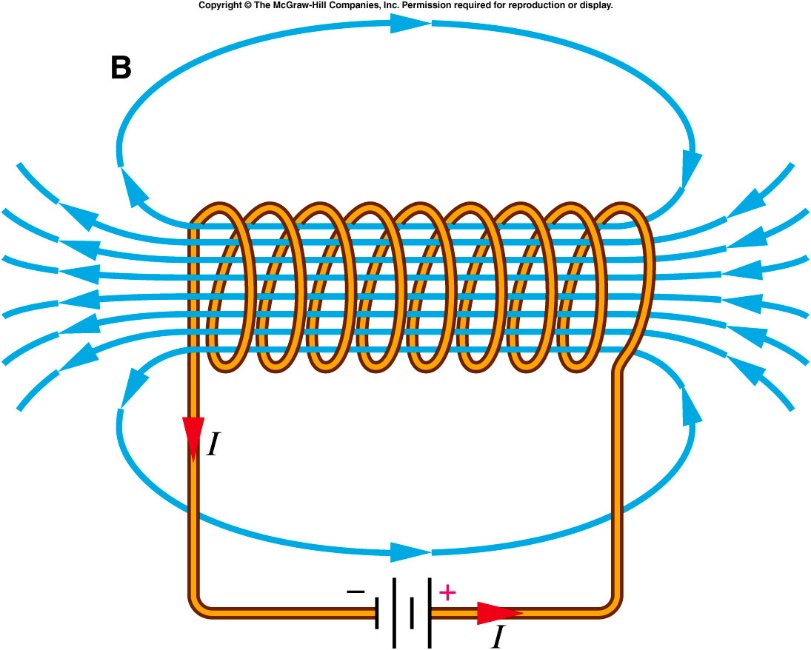 Copyright © The McGraw-Hill Companies, Inc. Permission required for reproduction or display.
B
I
− +
I